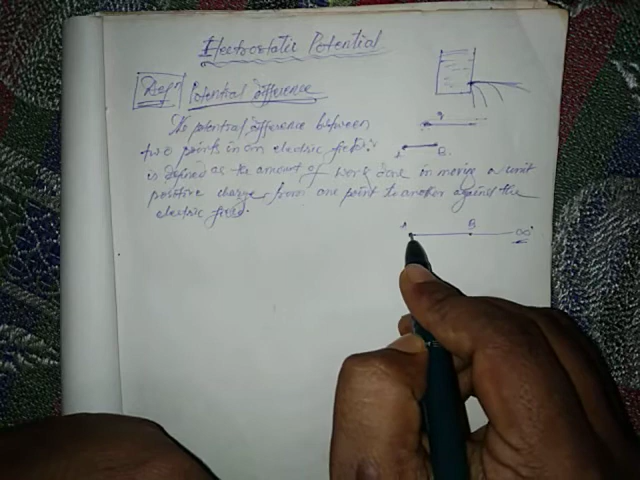 Electrostatic Potential
Defn Potential Difference
The potential difference between
two points in an electric field
is defined as the amount of work done in moving a unit
positive charge from one point to another against the
electric field.
A B
A B ∞